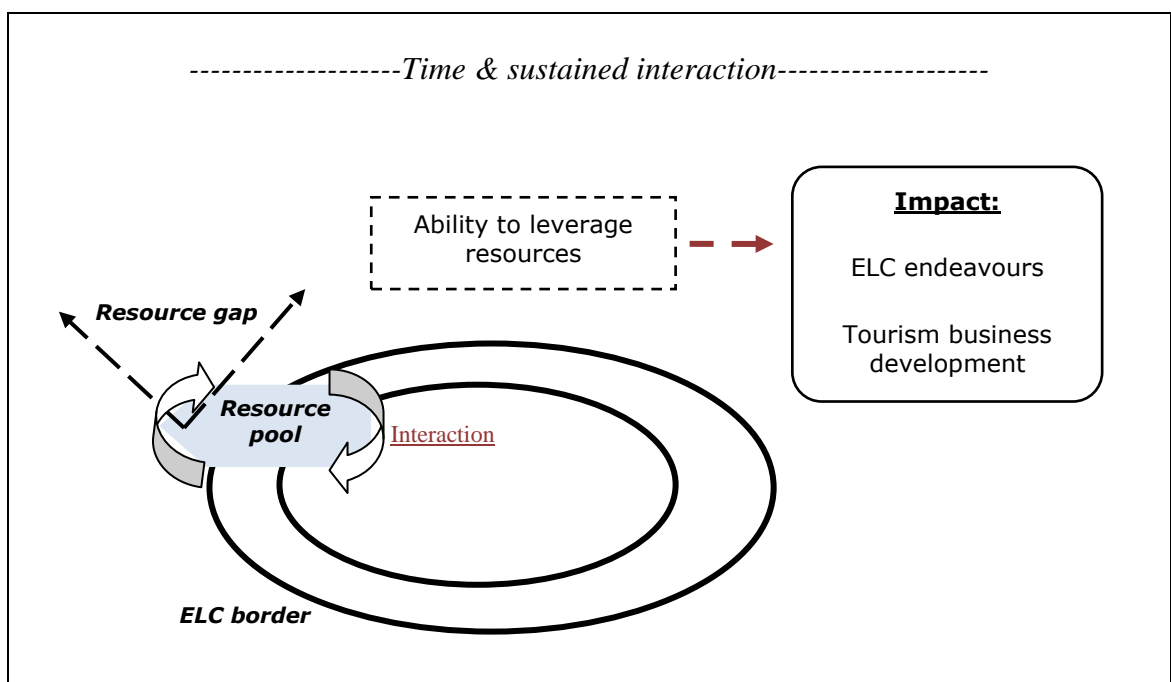 -------------------Time & sustained interaction-------------------
Impact:
Ability to leverage
resources
ELC endeavours
Tourism business
development
Resource gap
Resource
pool
Interaction
ELC border